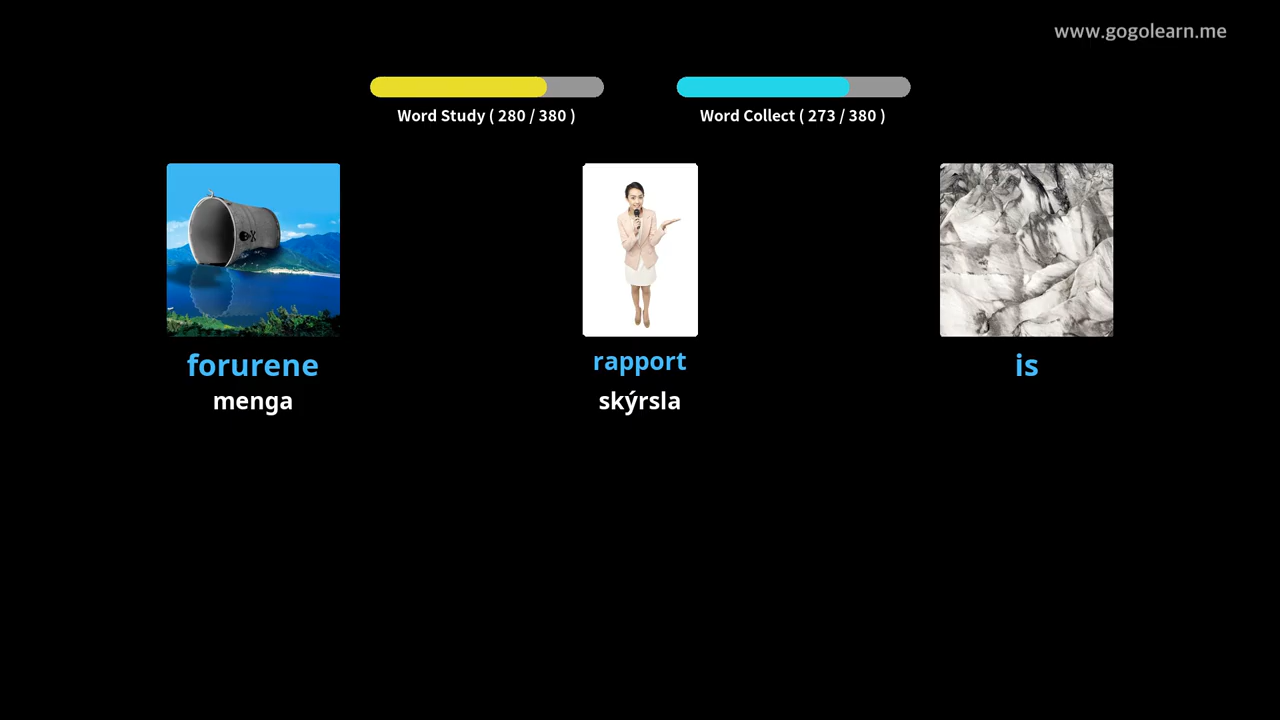 www.gogolearn.me
Word Study ( 280 / 380 )
Word Collect ( 273 / 380 )
forurene
rapport
is
menga
skýrsla